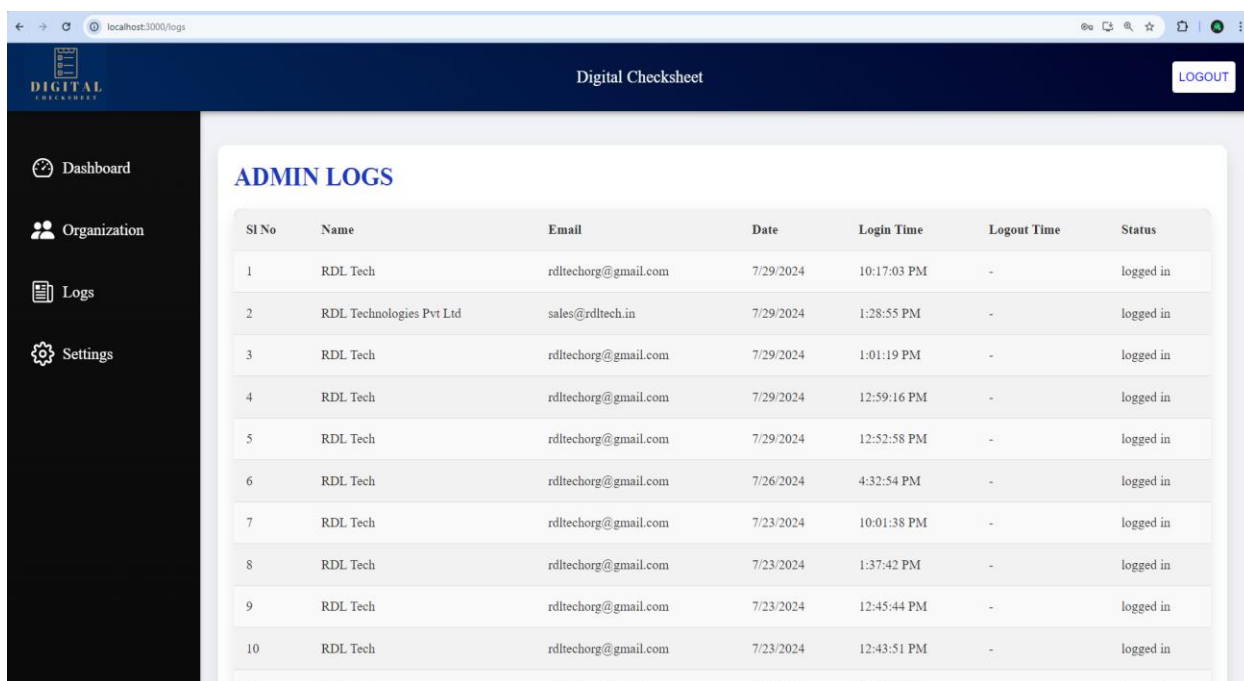 localhost:3000/logs
DIGITAL
CHECKSHEET
Digital Checksheet
LOGOUT
Dashboard
Organization
Logs
Settings
ADMIN LOGS
Sl No Name Email Date Login Time Logout Time Status
1 RDL Tech rdltechorg@gmail.com 7/29/2024 10:17:03 PM - logged in
2 RDL Technologies Pvt Ltd sales@rdltech.in 7/29/2024 1:28:55 PM - logged in
3 RDL Tech rdltechorg@gmail.com 7/29/2024 1:01:19 PM - logged in
4 RDL Tech rdltechorg@gmail.com 7/29/2024 12:59:16 PM - logged in
5 RDL Tech rdltechorg@gmail.com 7/29/2024 12:52:58 PM - logged in
6 RDL Tech rdltechorg@gmail.com 7/26/2024 4:32:54 PM - logged in
7 RDL Tech rdltechorg@gmail.com 7/23/2024 10:01:38 PM - logged in
8 RDL Tech rdltechorg@gmail.com 7/23/2024 1:37:42 PM - logged in
9 RDL Tech rdltechorg@gmail.com 7/23/2024 12:45:44 PM - logged in
10 RDL Tech rdltechorg@gmail.com 7/23/2024 12:43:51 PM - logged in